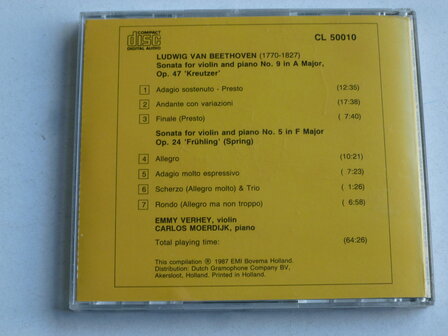 COMPACT
disc
DIGITAL AUDIO
CL 50010
LUDWIG VAN BEETHOVEN (1770-1827)
Sonata for violin and piano No. 9 in A Major,
Op. 47 'Kreutzer'
1 Adagio sostenuto - Presto (12:35)
2 Andante con variazioni (17:38)
3 Finale (Presto) ( 7:40)
Sonata for violin and piano No. 5 in F Major
Op. 24 'Frühling' (Spring)
4 Allegro (10:21)
5 Adagio molto espressivo ( 7:23)
6 Scherzo (Allegro molto) & Trio ( 1:26)
7 Rondo (Allegro ma non troppo) ( 6:58)
EMMY VERHEY, violin
CARLOS MOERDIJK, piano
Total playing time: (64:26)
This compilation ℗ 1987 EMI Bovema Holland.
Distribution: Dutch Gramophone Company BV,
Akersloot, Holland. Printed in Holland.